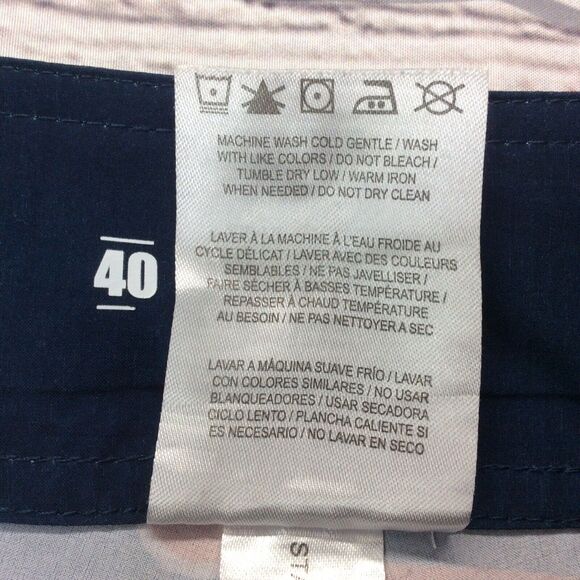 MACHINE WASH COLD GENTLE / WASH
WITH LIKE COLORS / DO NOT BLEACH /
TUMBLE DRY LOW / WARM IRON
WHEN NEEDED / DO NOT DRY CLEAN
40
LAVER À LA MACHINE À L'EAU FROIDE AU
CYCLE DÉLICAT / LAVER AVEC DES COULEURS
SEMBLABLES / NE PAS JAVELLISER /
FAIRE SÉCHER À BASSES TEMPÉRATURE /
REPASSER À CHAUD TEMPÉRATURE
AU BESOIN / NE PAS NETTOYER A SEC
LAVAR A MÁQUINA SUAVE FRÍO / LAVAR
CON COLORES SIMILARES / NO USAR
BLANQUEADORES / USAR SECADORA
CICLO LENTO / PLANCHA CALIENTE SI
ES NECESARIO / NO LAVAR EN SECO